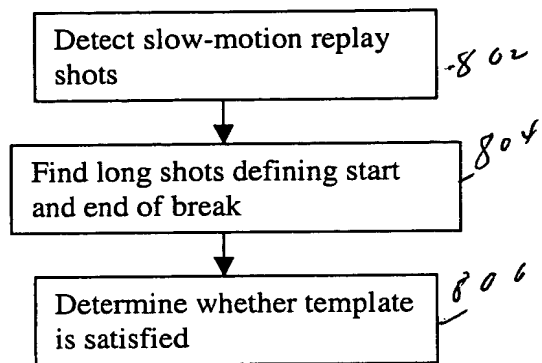 Detect slow-motion replay
shots
802
Find long shots defining start
and end of break
804
Determine whether template
is satisfied
806